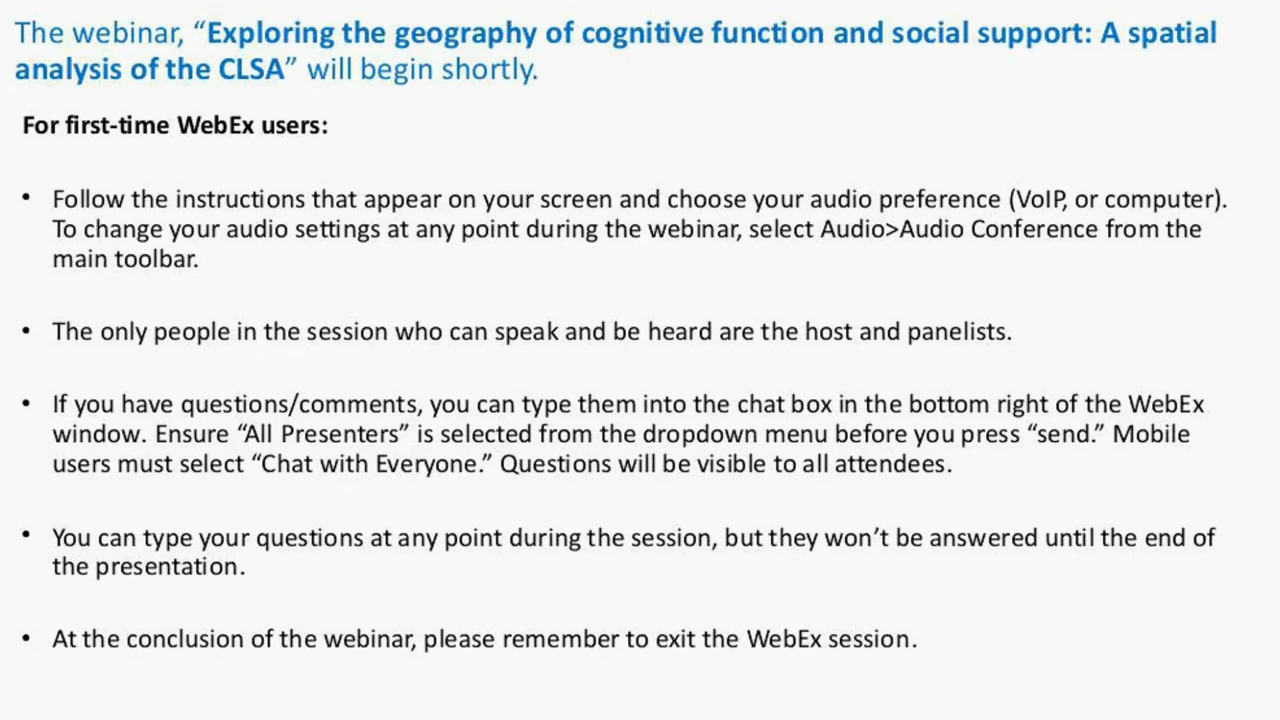 The webinar, “Exploring the geography of cognitive function and social support: A spatial
analysis of the CLSA” will begin shortly.
For first-time WebEx users:
• Follow the instructions that appear on your screen and choose your audio preference (VoIP, or computer).
To change your audio settings at any point during the webinar, select Audio>Audio Conference from the
main toolbar.
• The only people in the session who can speak and be heard are the host and panelists.
• If you have questions/comments, you can type them into the chat box in the bottom right of the WebEx
window. Ensure “All Presenters” is selected from the dropdown menu before you press “send.” Mobile
users must select “Chat with Everyone.” Questions will be visible to all attendees.
• You can type your questions at any point during the session, but they won’t be answered until the end of
the presentation.
• At the conclusion of the webinar, please remember to exit the WebEx session.